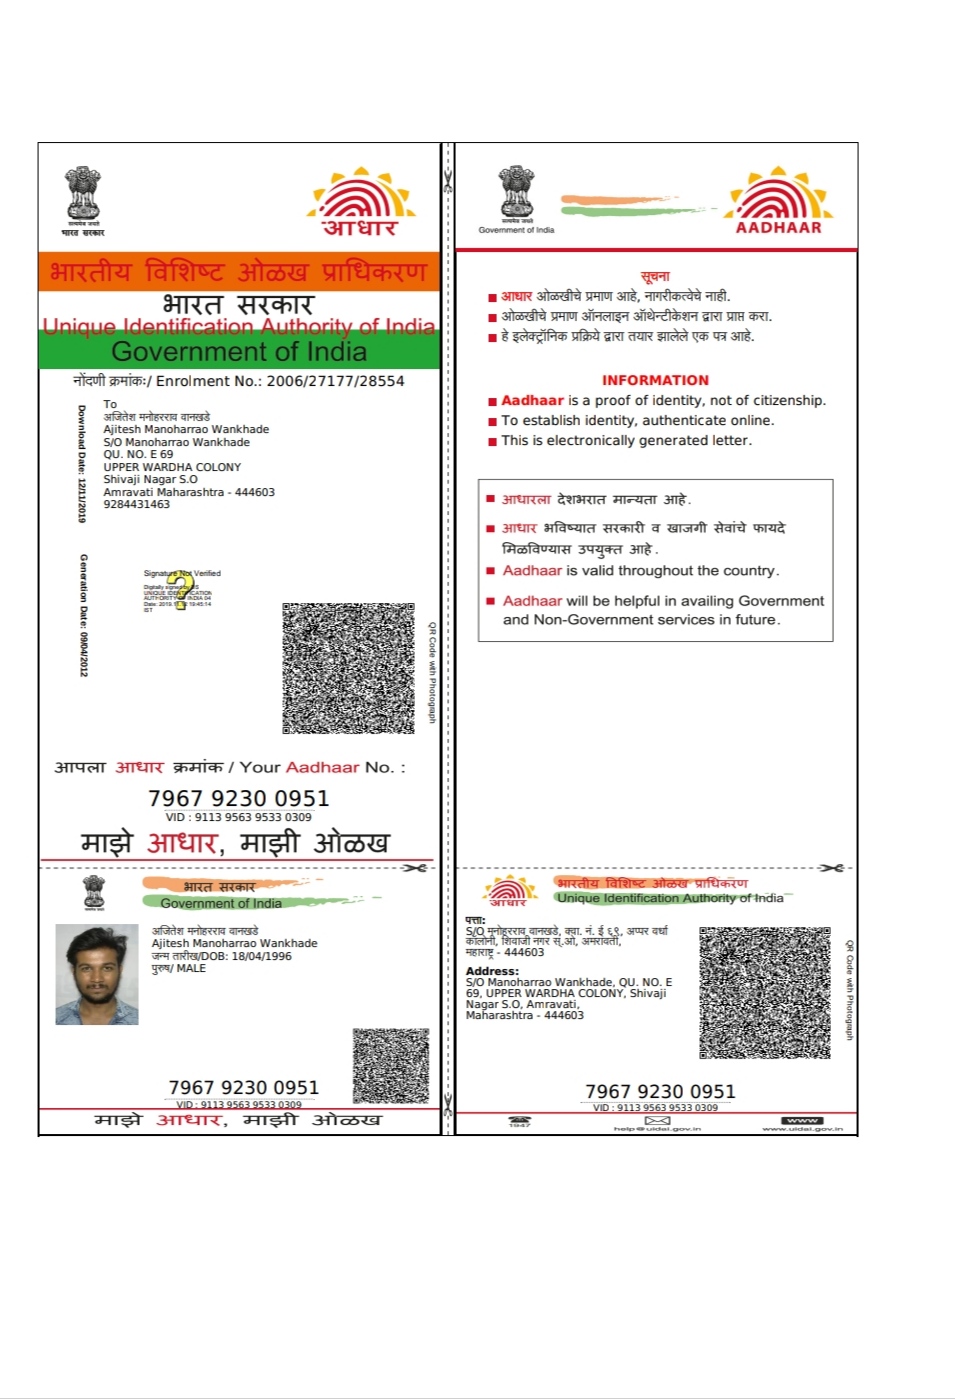 सत्यमेव जयते
भारत सरकार
आधार
भारतीय विशिष्ट ओळख प्राधिकरण
भारत सरकार
Unique Identification Authority of India
Government of India
नोंदणी क्रमांक:/ Enrolment No.: 2006/27177/28554
Download Date: 12/11/2019
To
अजितेश मनोहरराव वानखडे
Ajitesh Manoharrao Wankhade
S/O Manoharrao Wankhade
QU. NO. E 69
UPPER WARDHA COLONY
Shivaji Nagar S.O
Amravati Maharashtra - 444603
9284431463
Generation Date: 09/04/2012
Signature Not Verified
Digitally signed by DS
UNIQUE IDENTIFICATION
AUTHORITY OF INDIA 04
Date: 2019.11.12 19:45:14
IST
QR Code with Photograph
आपला आधार क्रमांक / Your Aadhaar No. :
7967 9230 0951
VID : 9113 9563 9533 0309
माझे आधार, माझी ओळख
भारत सरकार
Government of India
अजितेश मनोहरराव वानखडे
Ajitesh Manoharrao Wankhade
जन्म तारीख/DOB: 18/04/1996
पुरुष/ MALE
7967 9230 0951
VID : 9113 9563 9533 0309
माझे आधार, माझी ओळख
सत्यमेव जयते
Government of India
AADHAAR
सूचना
आधार ओळखीचे प्रमाण आहे, नागरीकत्वेचे नाही.
ओळखीचे प्रमाण ऑनलाइन ऑथेन्टीकेशन द्वारा प्राप्त करा.
हे इलेक्ट्रॉनिक प्रक्रिये द्वारा तयार झालेले एक पत्र आहे.
INFORMATION
Aadhaar is a proof of identity, not of citizenship.
To establish identity, authenticate online.
This is electronically generated letter.
आधारला देशभरात मान्यता आहे.
आधार भविष्यात सरकारी व खाजगी सेवांचे फायदे
मिळविण्यास उपयुक्त आहे.
Aadhaar is valid throughout the country.
Aadhaar will be helpful in availing Government
and Non-Government services in future.
आधार
भारतीय विशिष्ट ओळख प्राधिकरण
Unique Identification Authority of India
पत्ता:
S/O मनोहरराव वानखडे, क्वा. नं. ई ६९, अप्पर वर्धा
कॉलोनी, शिवाजी नगर स.ओ, अमरावती,
महाराष्ट्र - 444603
Address:
S/O Manoharrao Wankhade, QU. NO. E
69, UPPER WARDHA COLONY, Shivaji
Nagar S.O, Amravati,
Maharashtra - 444603
QR Code with Photograph
7967 9230 0951
VID : 9113 9563 9533 0309
1947
help@uidai.gov.in
www
www.uidai.gov.in